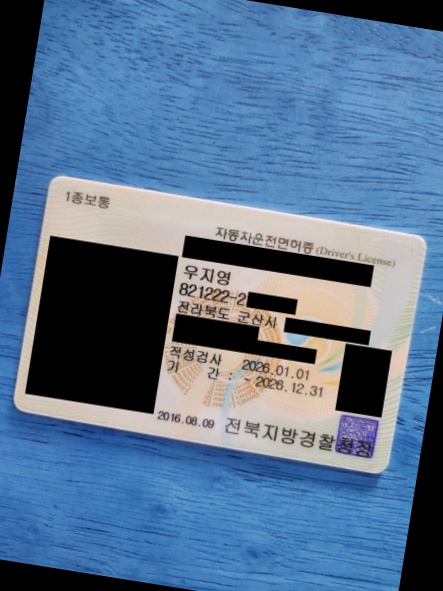 1종보통
자동차운전면허증 (Driver's License)
우지영
821222-2
전라북도 군산시
적성검사 2026.01.01
기 간 : ~ 2026.12.31
2016.08.09 전북지방경찰청장